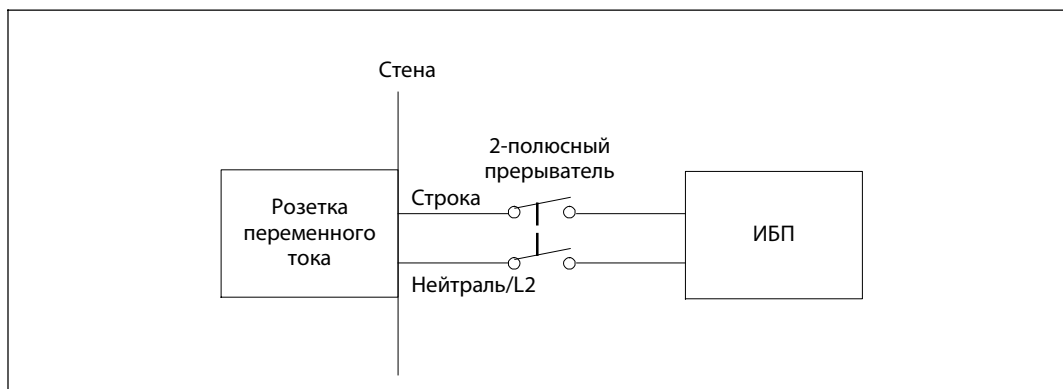 Стена
2-полюсный
прерыватель
Строка
Розетка
переменного
тока
ИБП
Нейтраль/L2